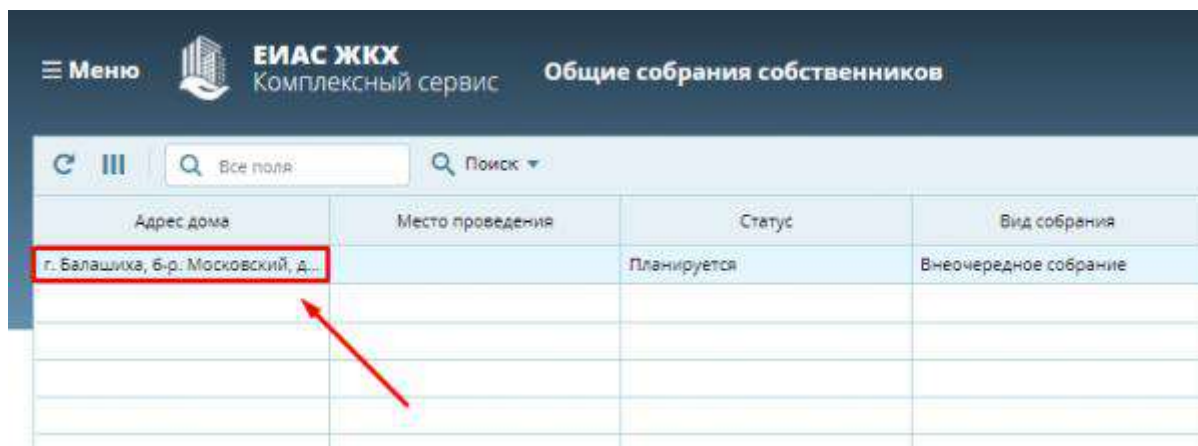 Меню
ЕИАС ЖКХ
Комплексный сервис
Общие собрания собственников
Все поля
Поиск
Адрес дома Место проведения Статус Вид собрания
г. Балашиха, б-р. Московский, д... Планируется Внеочередное собрание